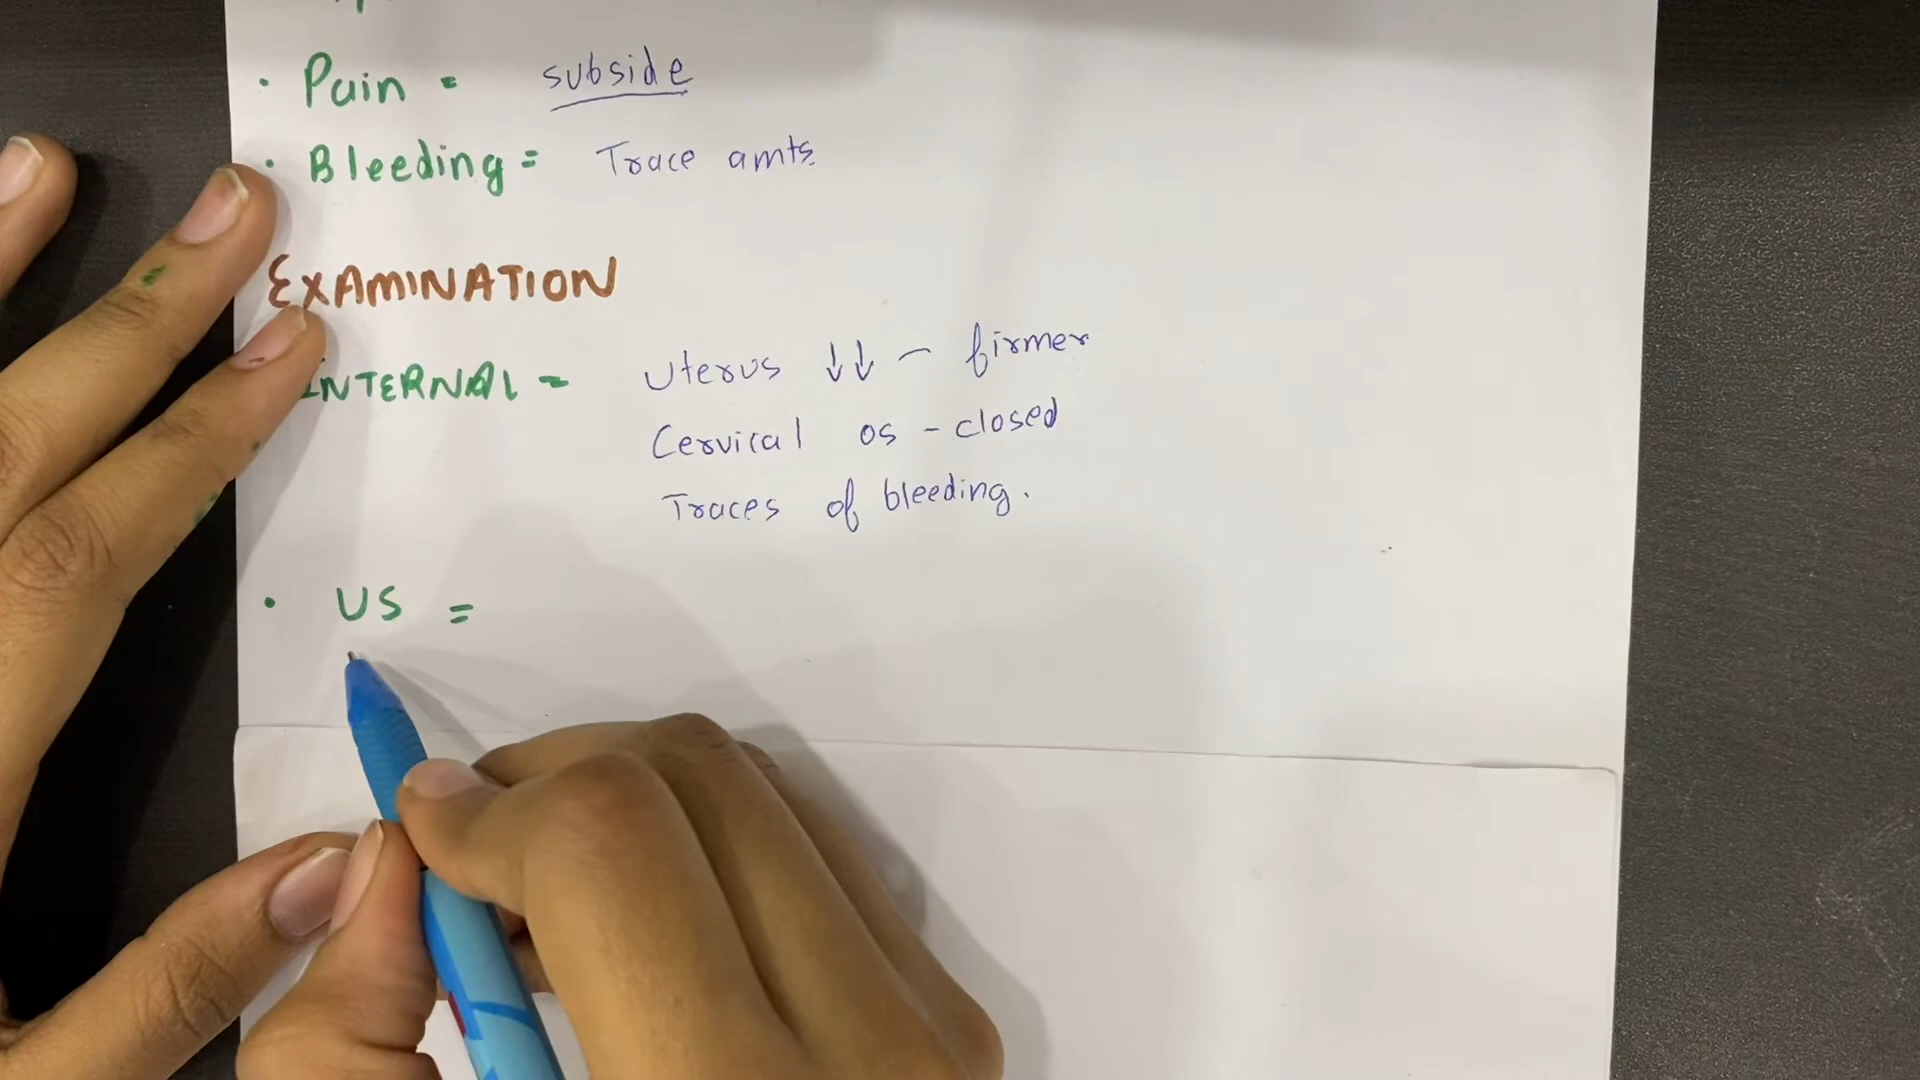 • Pain = subside
• Bleeding = Trace amts.
EXAMINATION
INTERNAL = Uterus ↓↓ – firmer
Cervical os - closed
Traces of bleeding.
• US =